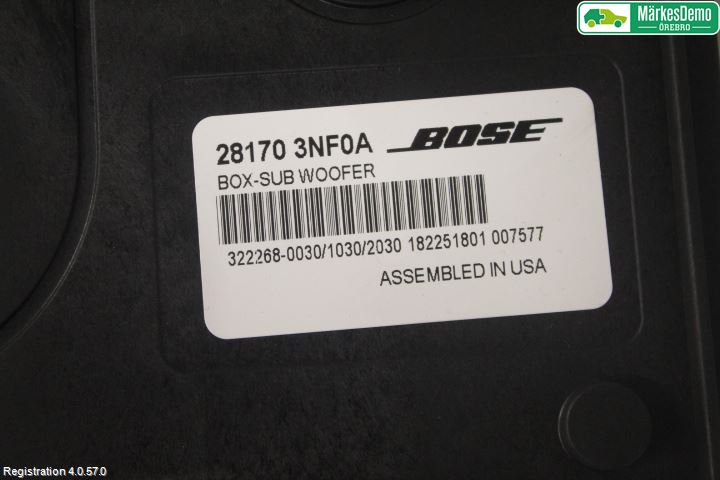 MärkesDemo
ÖREBRO
28170 3NF0A BOSE
BOX-SUB WOOFER
322268-0030/1030/2030 182251801 007577
ASSEMBLED IN USA
Registration 4.0.57.0